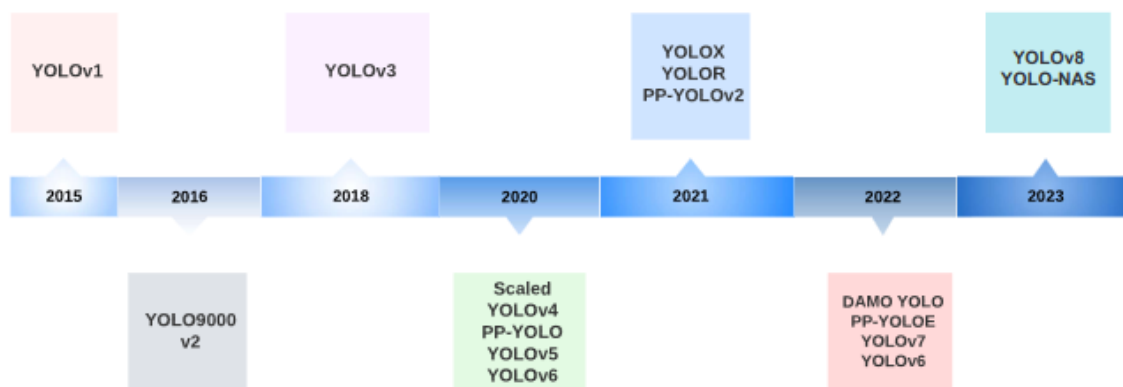 YOLOv1
YOLOv3
YOLOX
YOLOR
PP-YOLOv2
YOLOv8
YOLO-NAS
2015
2016
2018
2020
2021
2022
2023
YOLO9000
v2
Scaled
YOLOv4
PP-YOLO
YOLOv5
YOLOv6
DAMO YOLO
PP-YOLOE
YOLOv7
YOLOv6